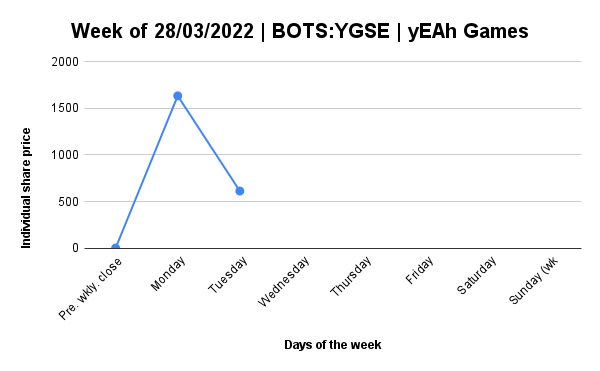 Week of 28/03/2022 | BOTS:YGSE | yEAh Games
Individual share price
2000
1500
1000
500
0
Pre. wkly. close
Monday
Tuesday
Wednesday
Thursday
Friday
Saturday
Sunday (wk
Days of the week